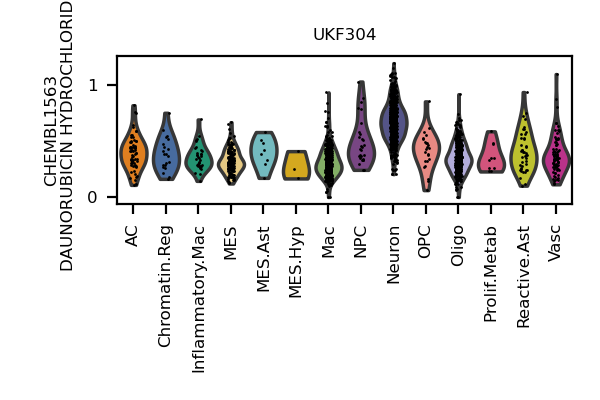 UKF304
CHEMBL1563
DAUNORUBICIN HYDROCHLORID
1
0
AC
Chromatin.Reg
Inflammatory.Mac
MES
MES.Ast
MES.Hyp
Mac
NPC
Neuron
OPC
Oligo
Prolif.Metab
Reactive.Ast
Vasc